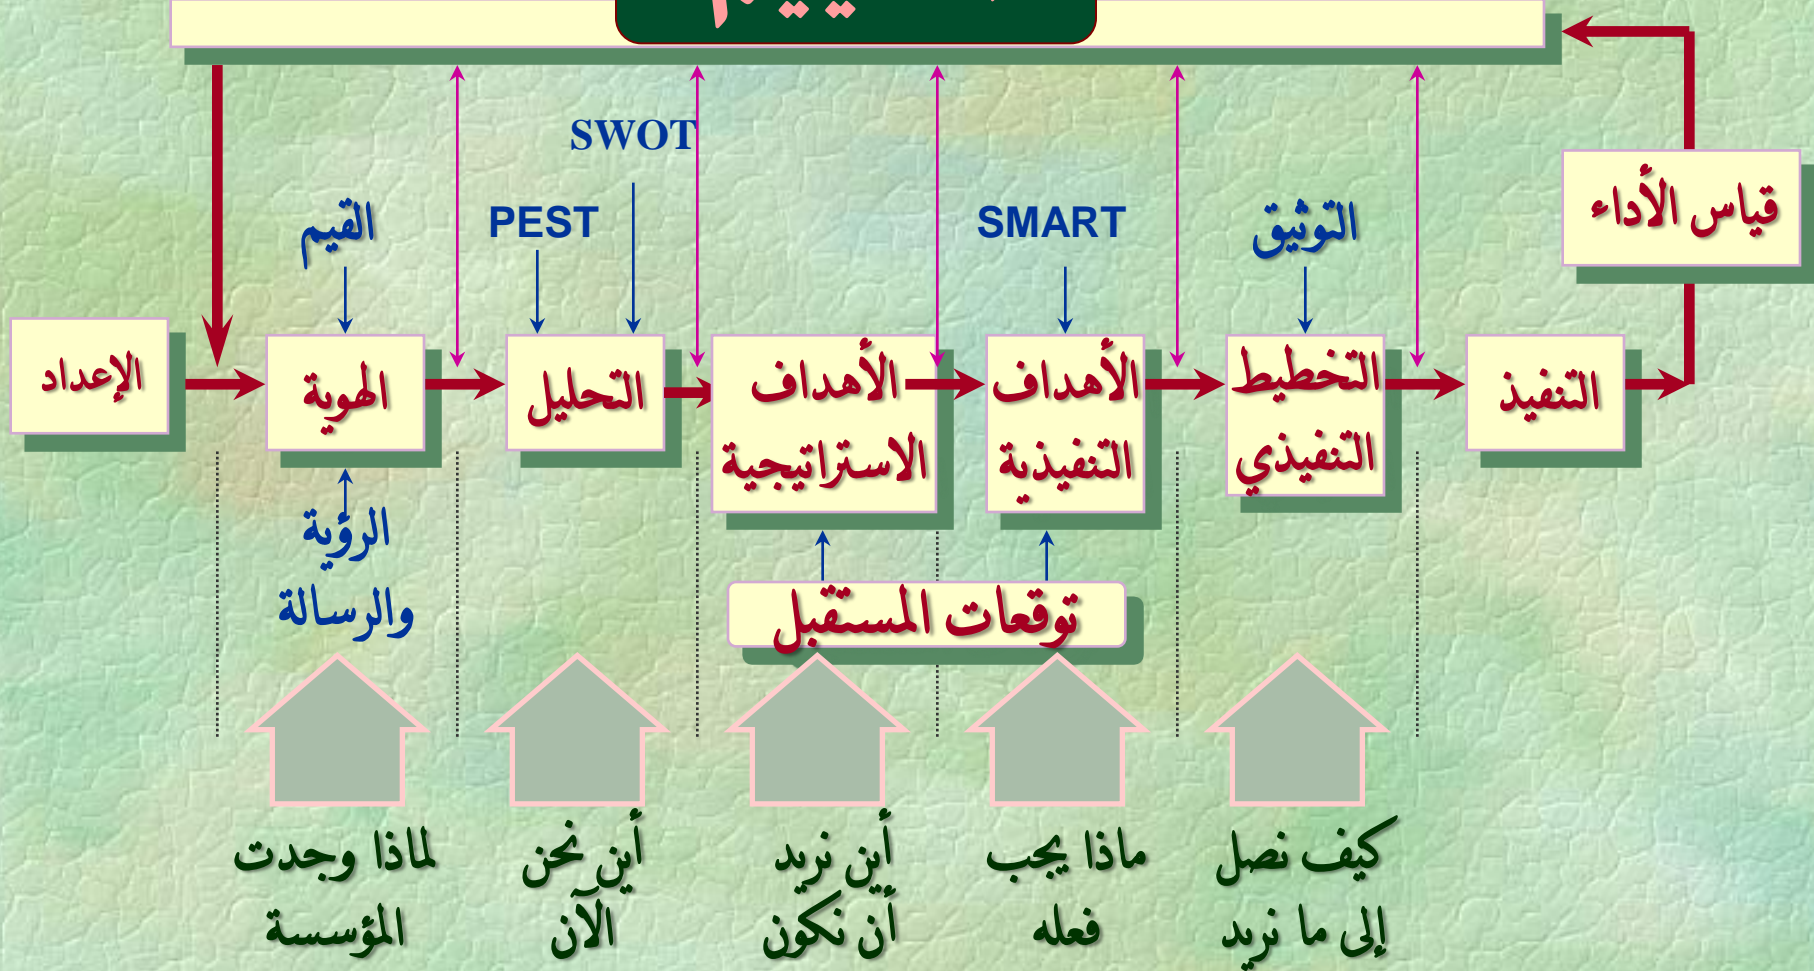 SWOT
القيم
PEST
SMART
التوثيق
قياس الأداء
الإعداد
الهوية
التحليل
الأهداف
الاستراتيجية
الأهداف
التنفيذية
التخطيط
التنفيذي
التنفيذ
الرؤية
والرسالة
توقعات المستقبل
لماذا وجدت
المؤسسة
أين نحن
الآن
أين نريد
أن نكون
ماذا يجب
فعله
كيف نصل
إلى ما نريد